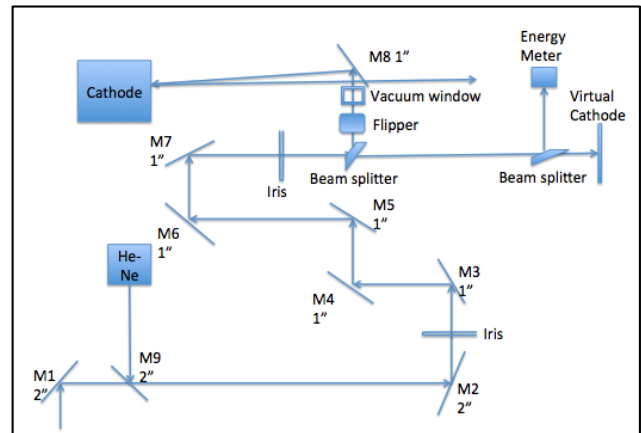 Energy
Meter
M8 1”
Cathode
Vacuum window
Virtual
Cathode
Flipper
M7
1”
Iris
Beam splitter
Beam splitter
M5
1”
M6
1”
He-
Ne
M3
1”
M4
1”
Iris
M1
2”
M9
2”
M2
2”